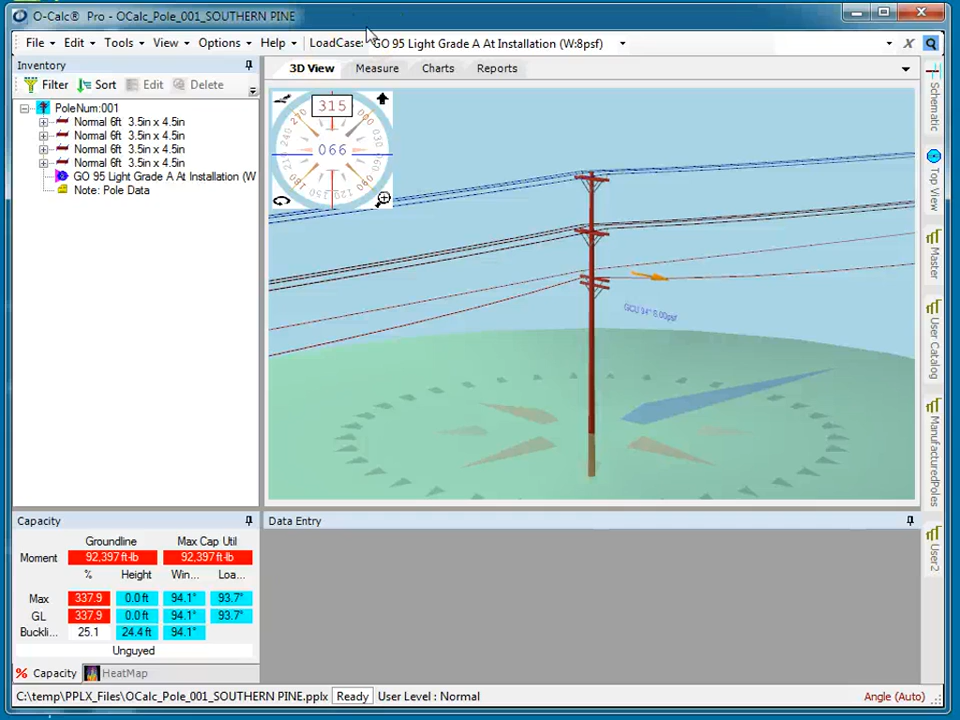 O-Calc® Pro - OCalc_Pole_001_SOUTHERN PINE
File Edit Tools View Options Help LoadCase: GO 95 Light Grade A At Installation (W:8psf)
Inventory
3D View Measure Charts Reports
Filter Sort Edit Delete
PoleNum:001
Normal 6ft 3.5in x 4.5in
Normal 6ft 3.5in x 4.5in
Normal 6ft 3.5in x 4.5in
Normal 6ft 3.5in x 4.5in
GO 95 Light Grade A At Installation (W
Note: Pole Data
315
066
Schematic
Top View
Master
User Catalog
ManufacturedPoles
User2
Capacity
Data Entry
Groundline Max Cap Util
Moment 92,397 ft-lb 92,397 ft-lb
% Height Win... Loa...
Max 337.9 0.0 ft 94.1° 93.7°
GL 337.9 0.0 ft 94.1° 93.7°
Buckli... 25.1 24.4 ft 94.1°
Unguyed
% Capacity HeatMap
C:\temp\PPLX_Files\OCalc_Pole_001_SOUTHERN PINE.pplx Ready User Level : Normal Angle (Auto)